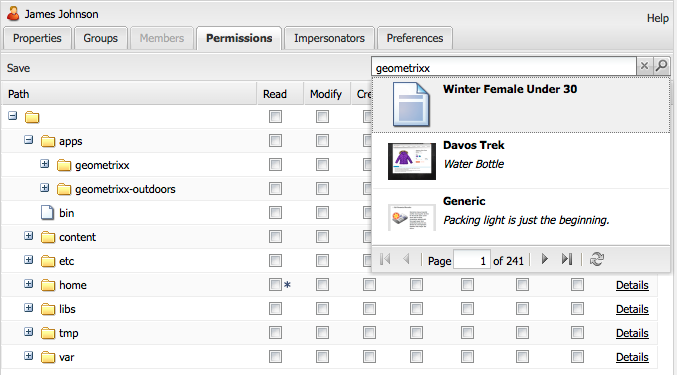 James Johnson
Help
Properties Groups Members Permissions Impersonators Preferences
Save
geometrixx
Path Read Modify Cre
Winter Female Under 30
apps
Davos Trek
Water Bottle
geometrixx
geometrixx-outdoors
Generic
Packing light is just the beginning.
bin
content
etc
Page 1 of 241
home * Details
libs Details
tmp Details
var Details